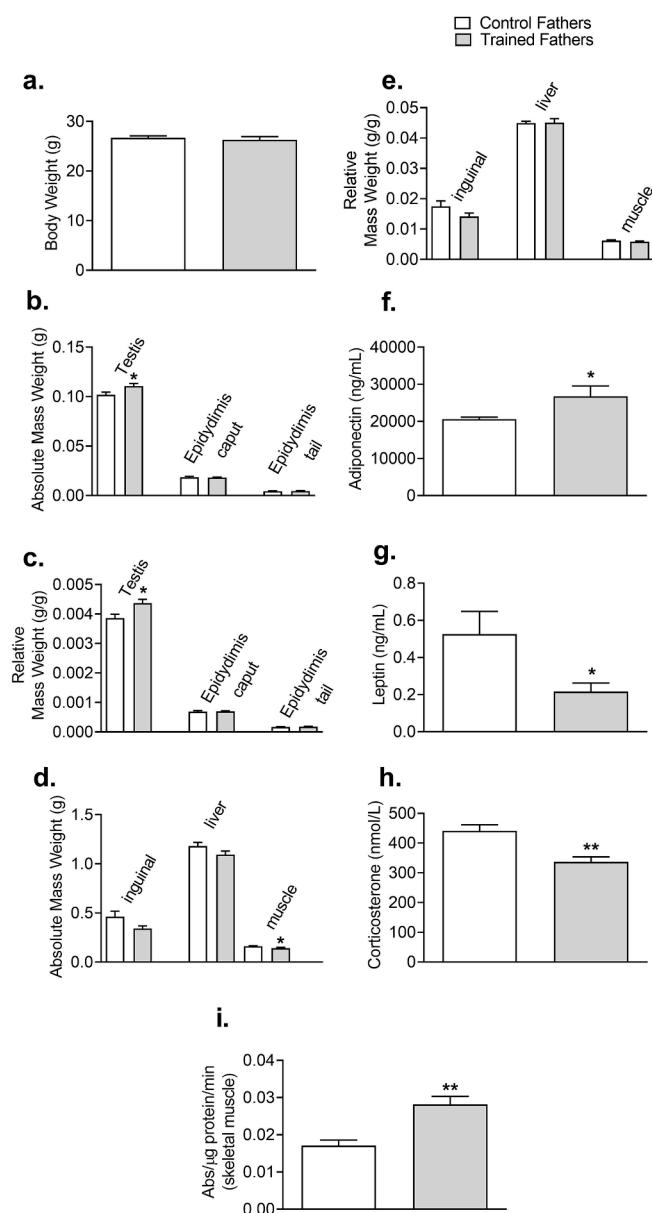 Control Fathers
Trained Fathers
a.
Body Weight (g)
30
20
10
0
b.
Absolute Mass Weight (g)
0.15
0.10
0.05
0.00
Testis
*
Epidydimis
caput
Epidydimis
tail
c.
Relative
Mass Weight (g/g)
0.005
0.004
0.003
0.002
0.001
0.000
Testis
*
Epidydimis
caput
Epidydimis
tail
d.
Absolute Mass Weight (g)
1.5
1.0
0.5
0.0
inguinal
liver
muscle
*
e.
Relative
Mass Weight (g/g)
0.05
0.04
0.03
0.02
0.01
0.00
inguinal
liver
muscle
f.
Adiponectin (ng/mL)
40000
30000
20000
10000
0
*
g.
Leptin (ng/mL)
0.8
0.6
0.4
0.2
0.0
*
h.
Corticosterone (nmol/L)
500
400
300
200
100
0
**
i.
Abs/µg protein/min
(skeletal muscle)
0.04
0.03
0.02
0.01
0.00
**